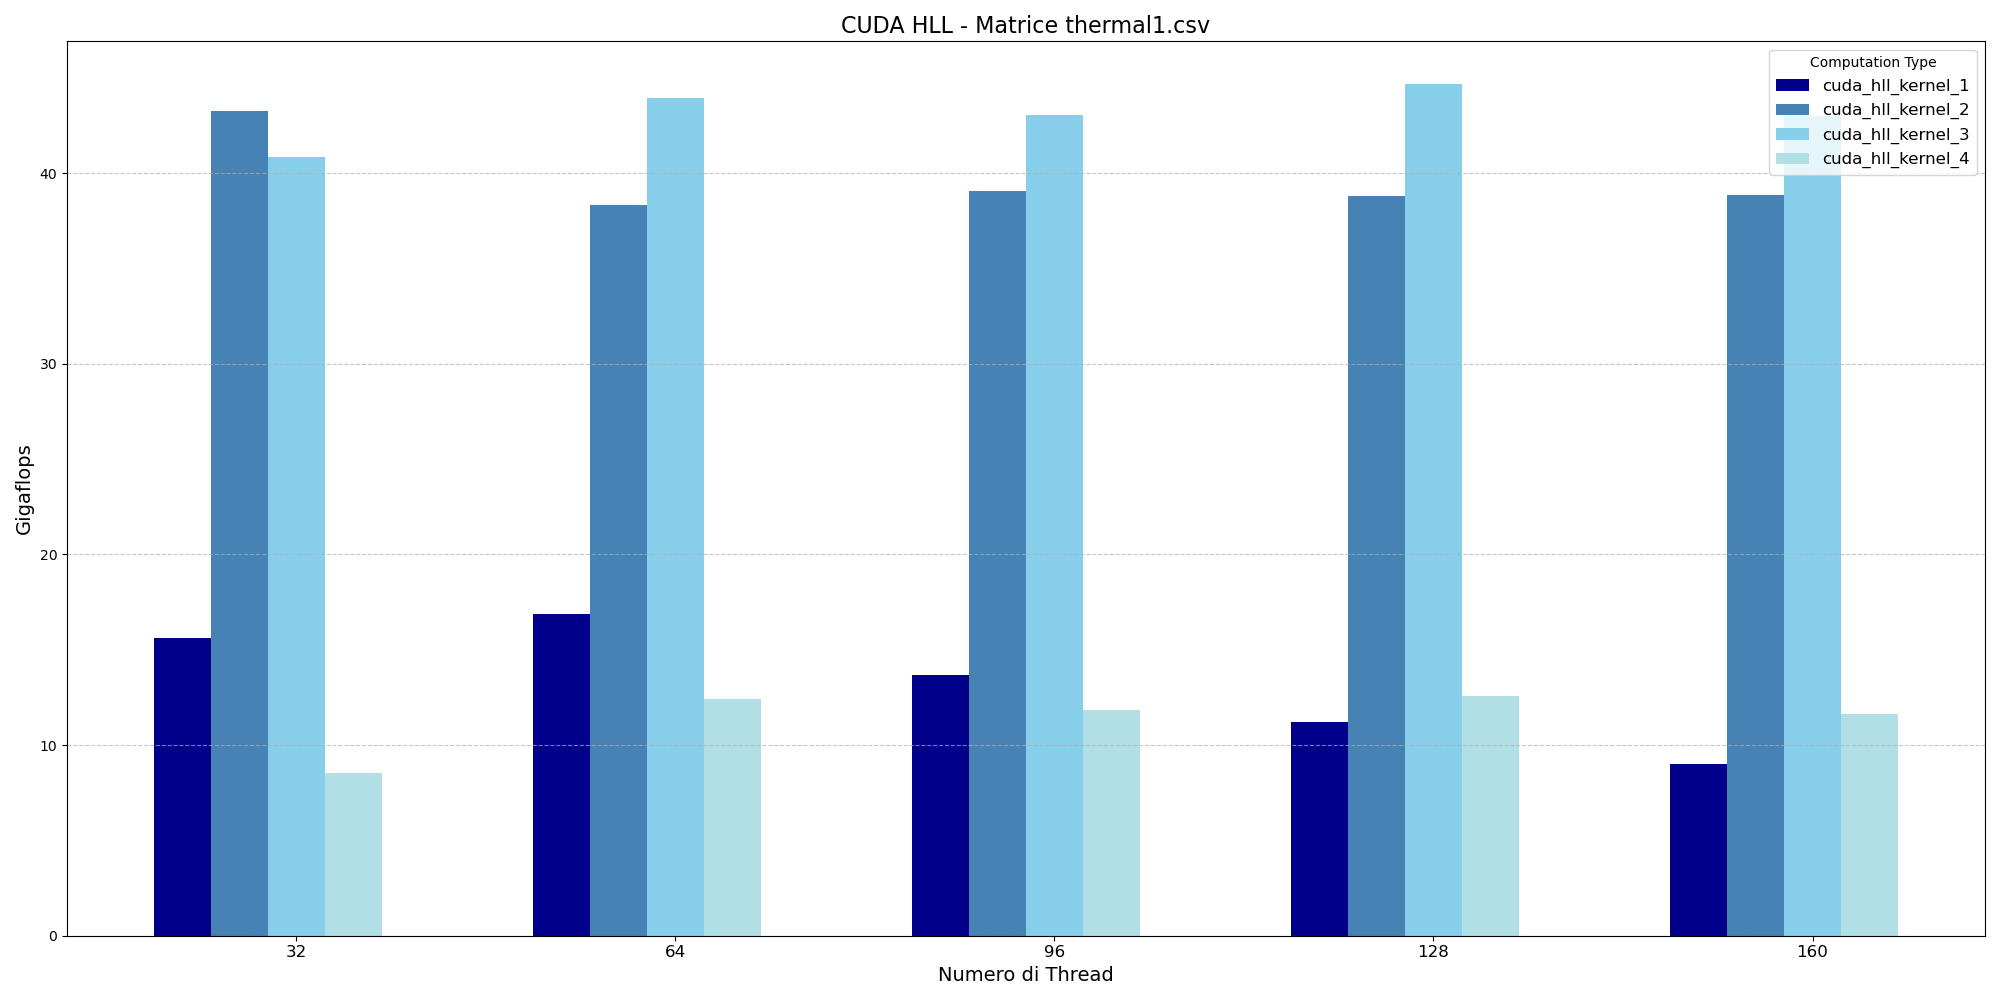 CUDA HLL - Matrice thermal1.csv
Computation Type
cuda_hll_kernel_1
cuda_hll_kernel_2
cuda_hll_kernel_3
cuda_hll_kernel_4
Gigaflops
40
30
20
10
0
32 64 96 128 160
Numero di Thread